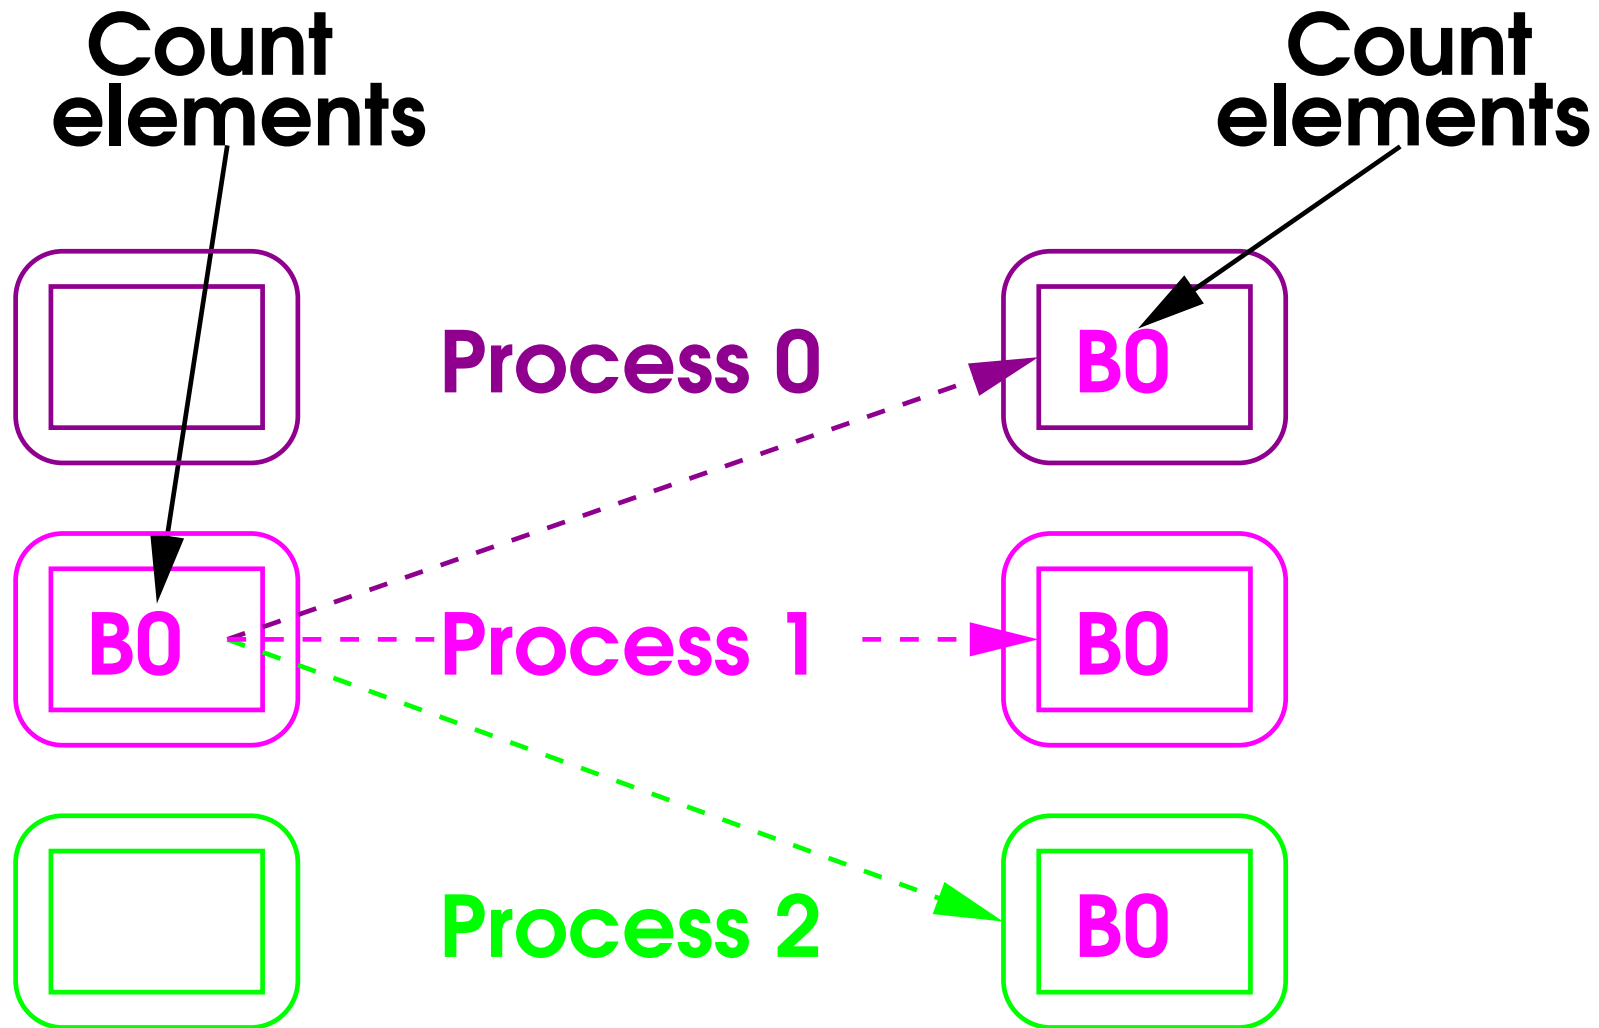 Count
elements
Count
elements
Process 0
B0
B0
Process 1
B0
Process 2
B0